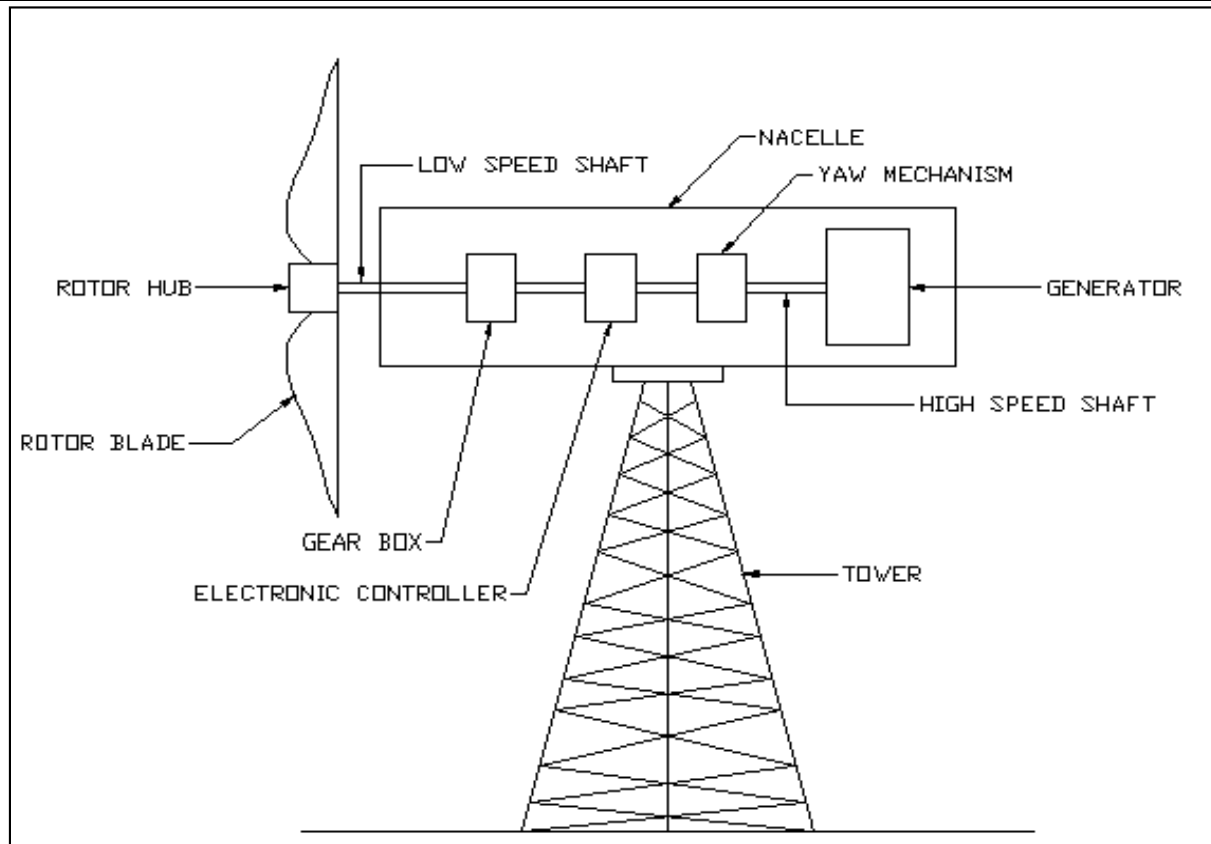 NACELLE
LOW SPEED SHAFT
YAW MECHANISM
ROTOR HUB
GENERATOR
HIGH SPEED SHAFT
ROTOR BLADE
GEAR BOX
TOWER
ELECTRONIC CONTROLLER